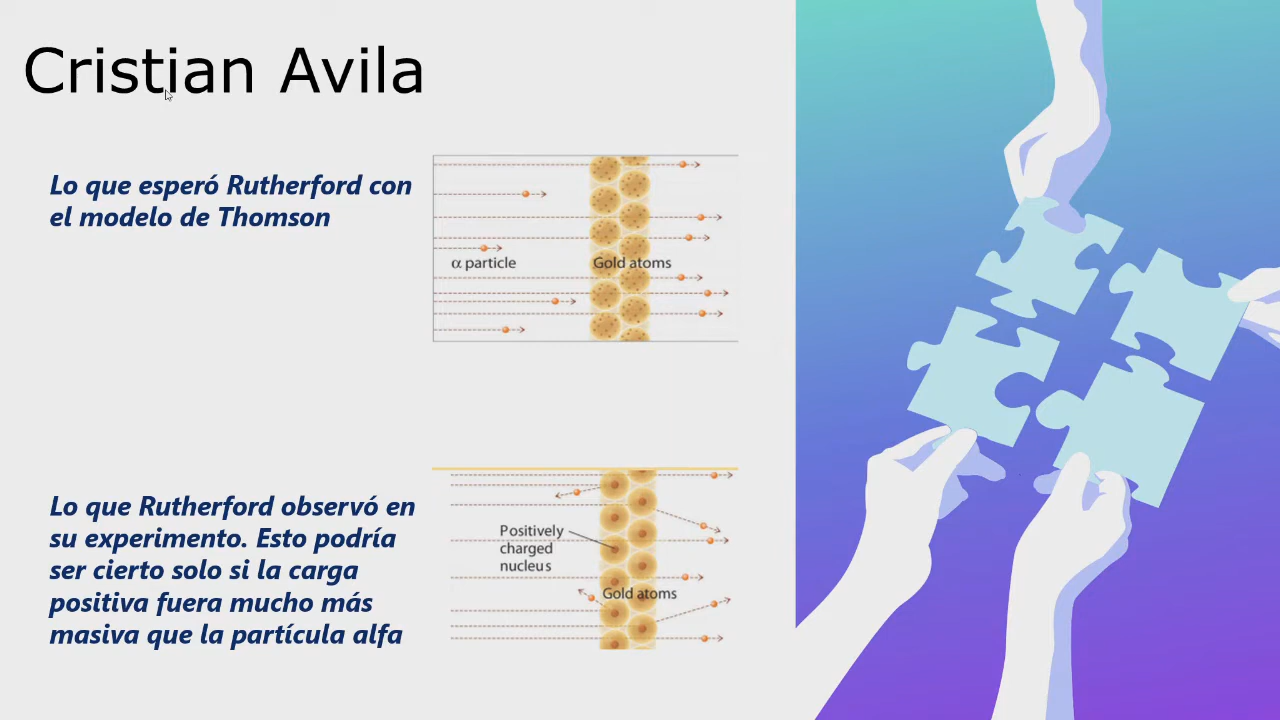 Cristian Avila
Lo que esperó Rutherford con
el modelo de Thomson
α particle
Gold atoms
Lo que Rutherford observó en
su experimento. Esto podría
ser cierto solo si la carga
positiva fuera mucho más
masiva que la partícula alfa
Positively
charged
nucleus
Gold atoms